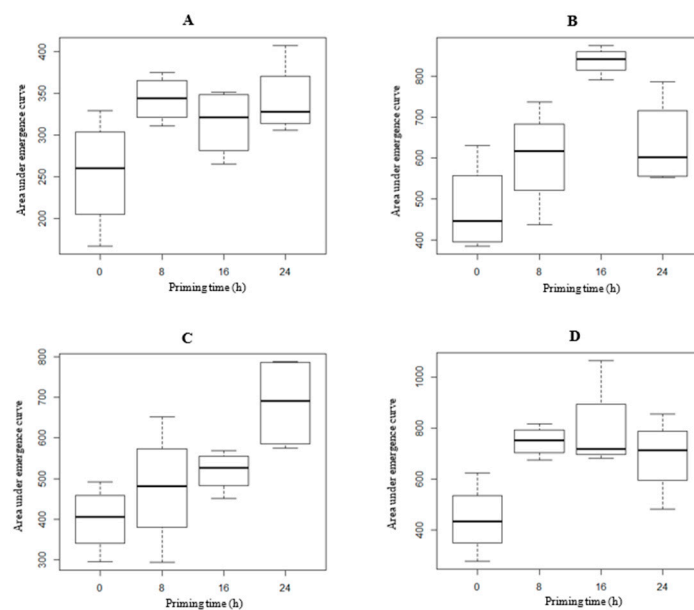 A
Area under emergence curve
400
350
300
250
200
0 8 16 24
Priming time (h)
B
Area under emergence curve
800
700
600
500
400
0 8 16 24
Priming time (h)
C
Area under emergence curve
800
700
600
500
400
300
0 8 16 24
Priming time (h)
D
Area under emergence curve
1000
800
600
400
0 8 16 24
Priming time (h)